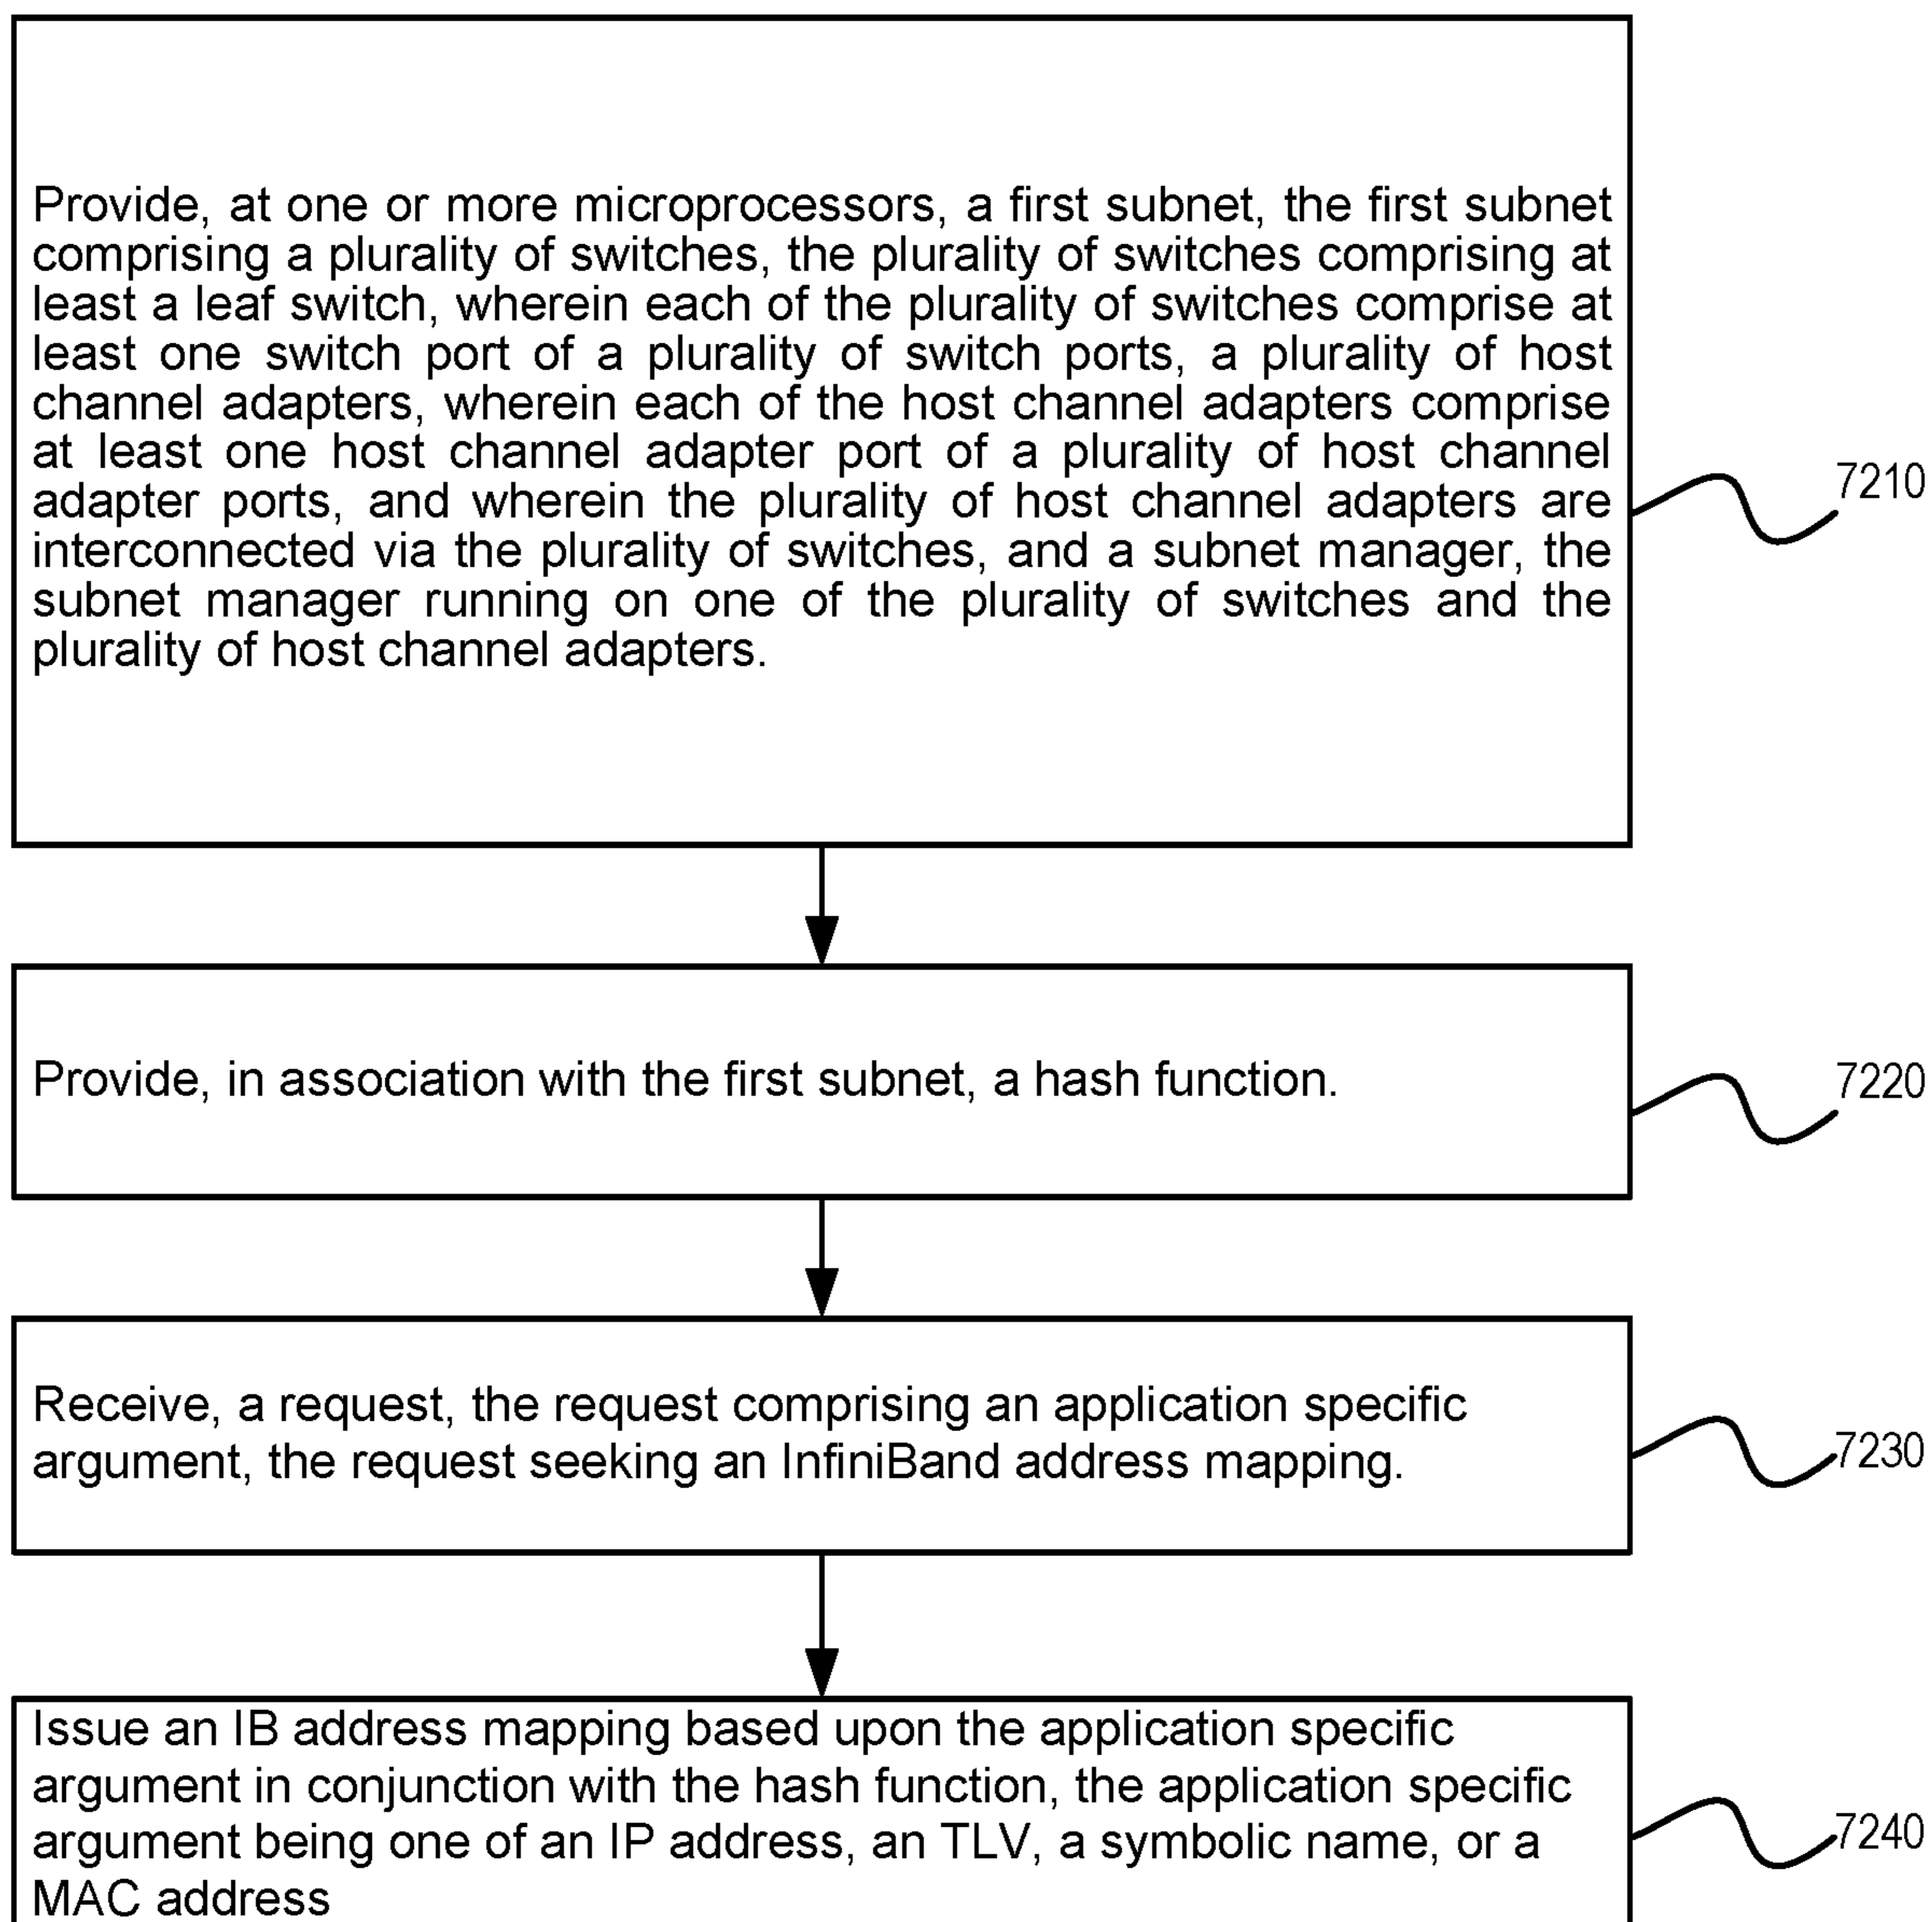 Provide, at one or more microprocessors, a first subnet, the first subnet
comprising a plurality of switches, the plurality of switches comprising at
least a leaf switch, wherein each of the plurality of switches comprise at
least one switch port of a plurality of switch ports, a plurality of host
channel adapters, wherein each of the host channel adapters comprise
at least one host channel adapter port of a plurality of host channel
adapter ports, and wherein the plurality of host channel adapters are
interconnected via the plurality of switches, and a subnet manager, the
subnet manager running on one of the plurality of switches and the
plurality of host channel adapters.
7210
Provide, in association with the first subnet, a hash function.
7220
Receive, a request, the request comprising an application specific
argument, the request seeking an InfiniBand address mapping.
7230
Issue an IB address mapping based upon the application specific
argument in conjunction with the hash function, the application specific
argument being one of an IP address, an TLV, a symbolic name, or a
MAC address
7240